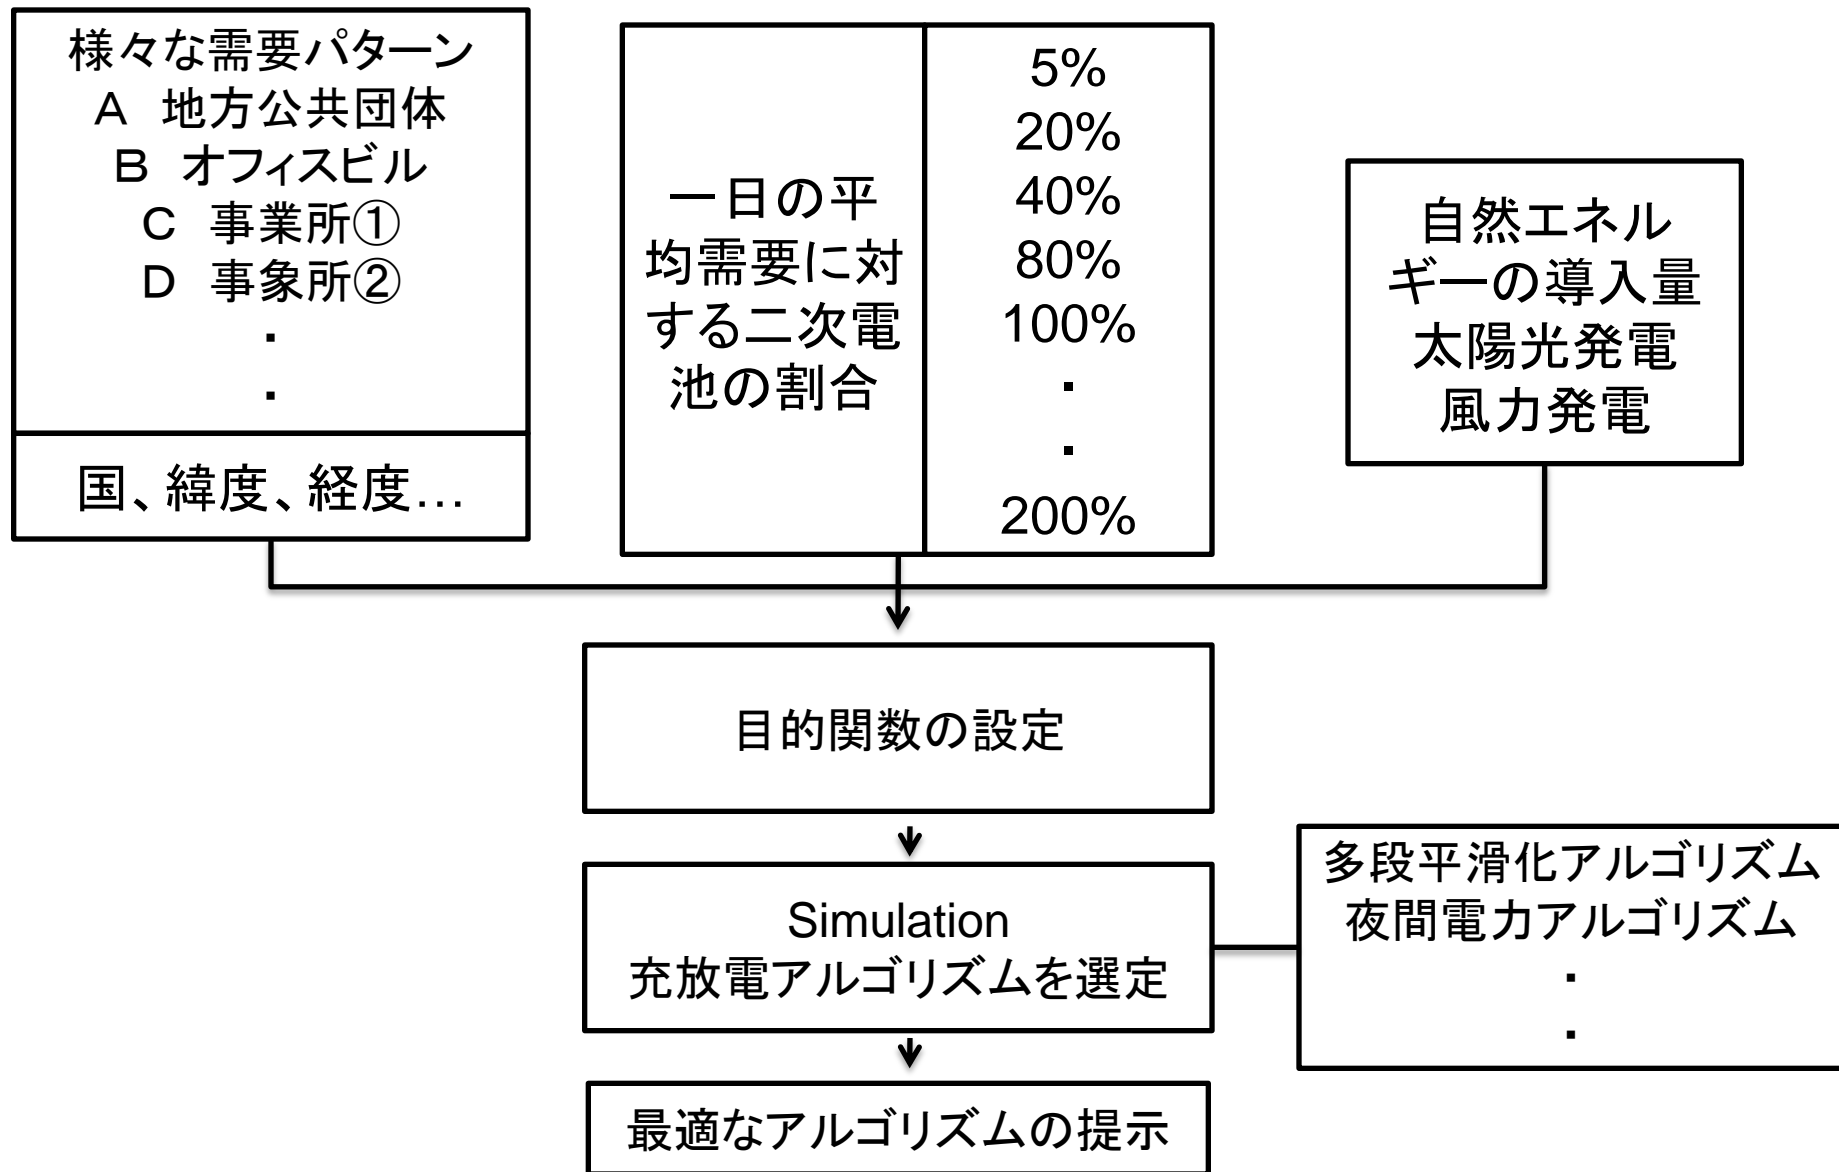 様々な需要パターン
A 地方公共団体
B オフィスビル
C 事業所①
D 事象所②
・
・
国、緯度、経度…
一日の平
均需要に対
する二次電
池の割合
5%
20%
40%
80%
100%
・
・
200%
自然エネル
ギーの導入量
太陽光発電
風力発電
目的関数の設定
Simulation
充放電アルゴリズムを選定
多段平滑化アルゴリズム
夜間電力アルゴリズム
・
・
最適なアルゴリズムの提示